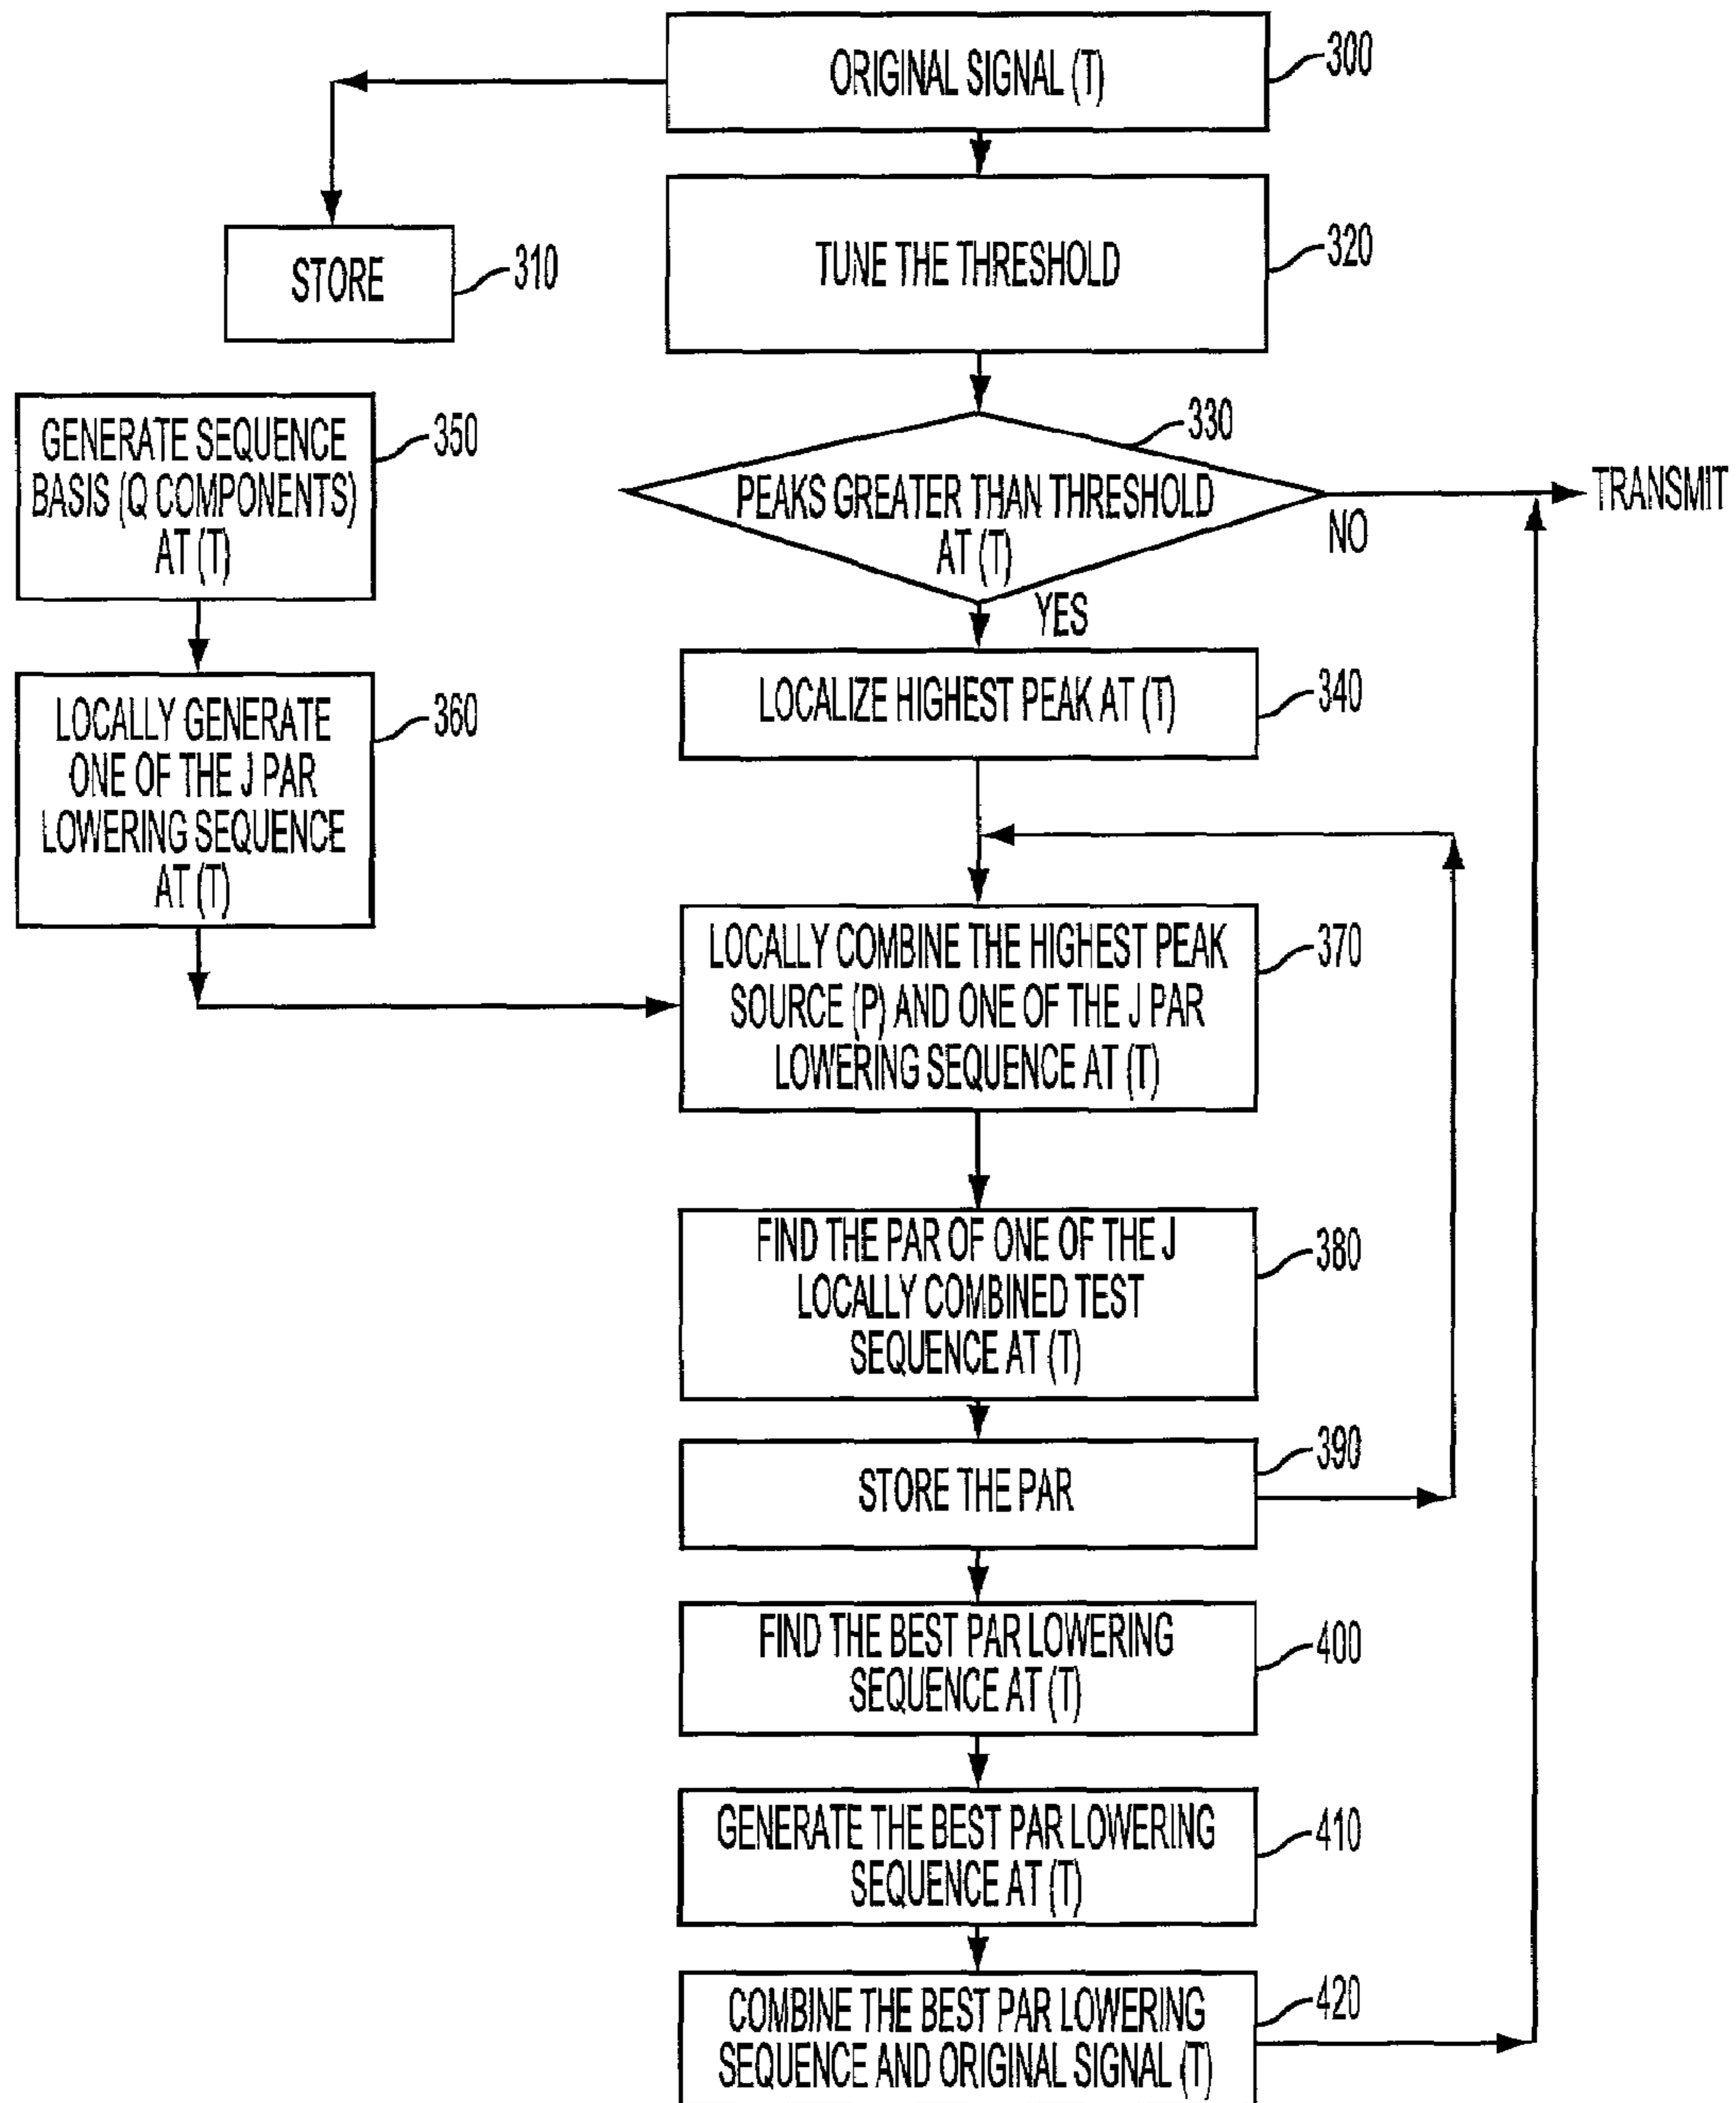 ORIGINAL SIGNAL (T)
300
STORE
310
TUNE THE THRESHOLD
320
PEAKS GREATER THAN THRESHOLD
AT (T)
330
NO
TRANSMIT
YES
GENERATE SEQUENCE
BASIS (Q COMPONENTS)
AT (T)
350
LOCALLY GENERATE
ONE OF THE J PAR
LOWERING SEQUENCE
AT (T)
360
LOCALIZE HIGHEST PEAK AT (T)
340
LOCALLY COMBINE THE HIGHEST PEAK
SOURCE (P) AND ONE OF THE J PAR
LOWERING SEQUENCE AT (T)
370
FIND THE PAR OF ONE OF THE J
LOCALLY COMBINED TEST
SEQUENCE AT (T)
380
STORE THE PAR
390
FIND THE BEST PAR LOWERING
SEQUENCE AT (T)
400
GENERATE THE BEST PAR LOWERING
SEQUENCE AT (T)
410
COMBINE THE BEST PAR LOWERING
SEQUENCE AND ORIGINAL SIGNAL (T)
420